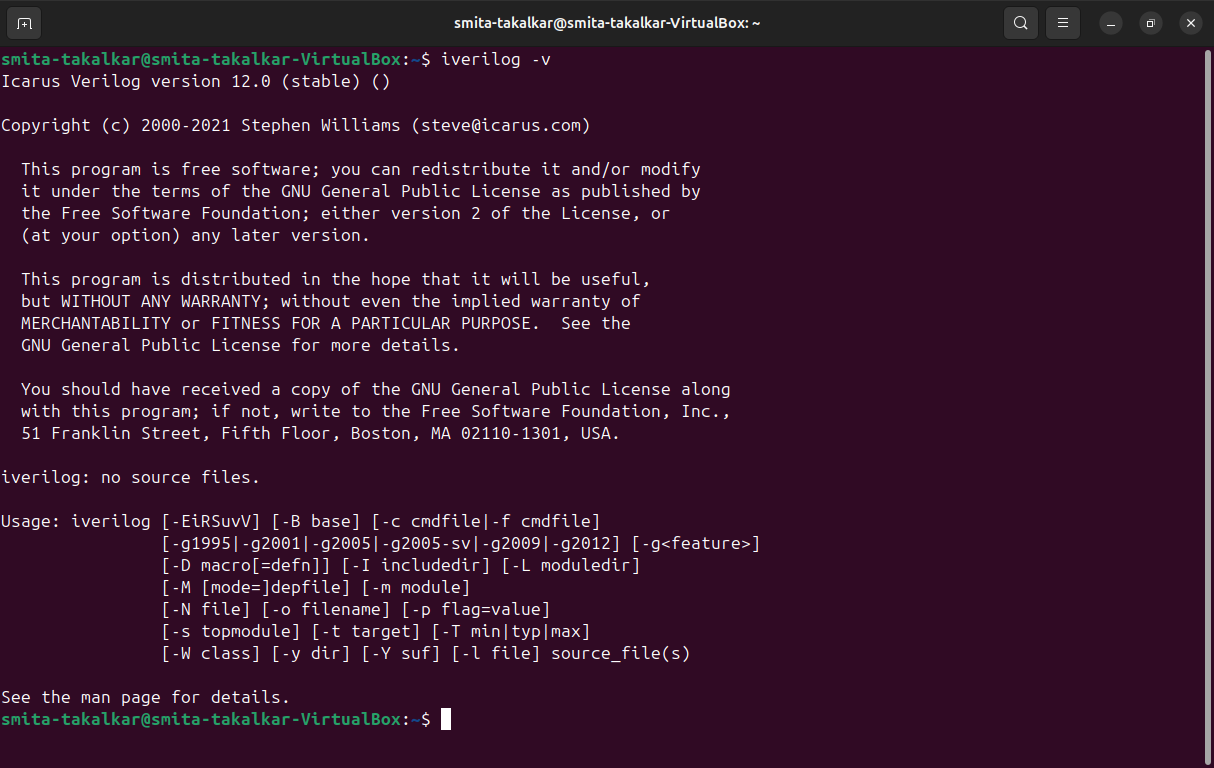 smita-takalkar@smita-takalkar-VirtualBox: ~
smita-takalkar@smita-takalkar-VirtualBox:~$ iverilog -v
Icarus Verilog version 12.0 (stable) ()

Copyright (c) 2000-2021 Stephen Williams (steve@icarus.com)

  This program is free software; you can redistribute it and/or modify
  it under the terms of the GNU General Public License as published by
  the Free Software Foundation; either version 2 of the License, or
  (at your option) any later version.

  This program is distributed in the hope that it will be useful,
  but WITHOUT ANY WARRANTY; without even the implied warranty of
  MERCHANTABILITY or FITNESS FOR A PARTICULAR PURPOSE.  See the
  GNU General Public License for more details.

  You should have received a copy of the GNU General Public License along
  with this program; if not, write to the Free Software Foundation, Inc.,
  51 Franklin Street, Fifth Floor, Boston, MA 02110-1301, USA.

iverilog: no source files.

Usage: iverilog [-EiRSuvV] [-B base] [-c cmdfile|-f cmdfile]
                [-g1995|-g2001|-g2005|-g2005-sv|-g2009|-g2012] [-g<feature>]
                [-D macro[=defn]] [-I includedir] [-L moduledir]
                [-M [mode=]depfile] [-m module]
                [-N file] [-o filename] [-p flag=value]
                [-s topmodule] [-t target] [-T min|typ|max]
                [-W class] [-y dir] [-Y suf] [-l file] source_file(s)

See the man page for details.
smita-takalkar@smita-takalkar-VirtualBox:~$